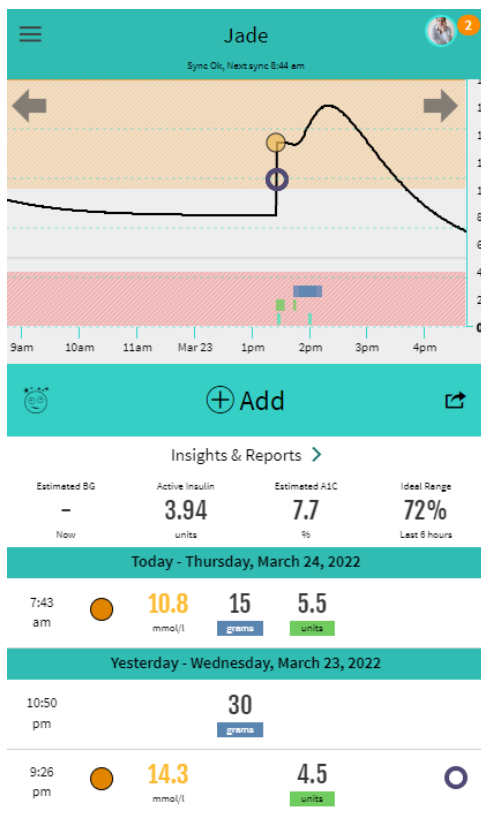 Jade
2
Sync Ok, Next sync 8:44 am
9am 10am 11am Mar 23 1pm 2pm 3pm 4pm
Add
Insights & Reports
Estimated BG Active Insulin Estimated A1C Ideal Range
- 3.94 7.7 72%
Now units % Last 6 hours
Today - Thursday, March 24, 2022
7:43 am 10.8 15 5.5
mmol/l grams units
Yesterday - Wednesday, March 23, 2022
10:50 pm 30
grams
9:26 pm 14.3 4.5
mmol/l units